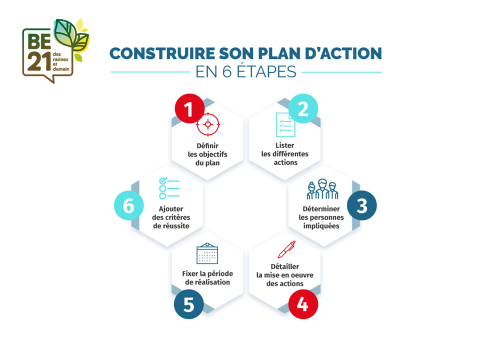 BE
21
des
racines
et
demain
CONSTRUIRE SON PLAN D'ACTION
EN 6 ÉTAPES
1
Définir
les objectifs
du plan
2
Lister
les différentes
actions
3
Déterminer
les personnes
impliquées
4
Détailler
la mise en oeuvre
des actions
5
Fixer la période
de réalisation
6
Ajouter
des critères
de réussite